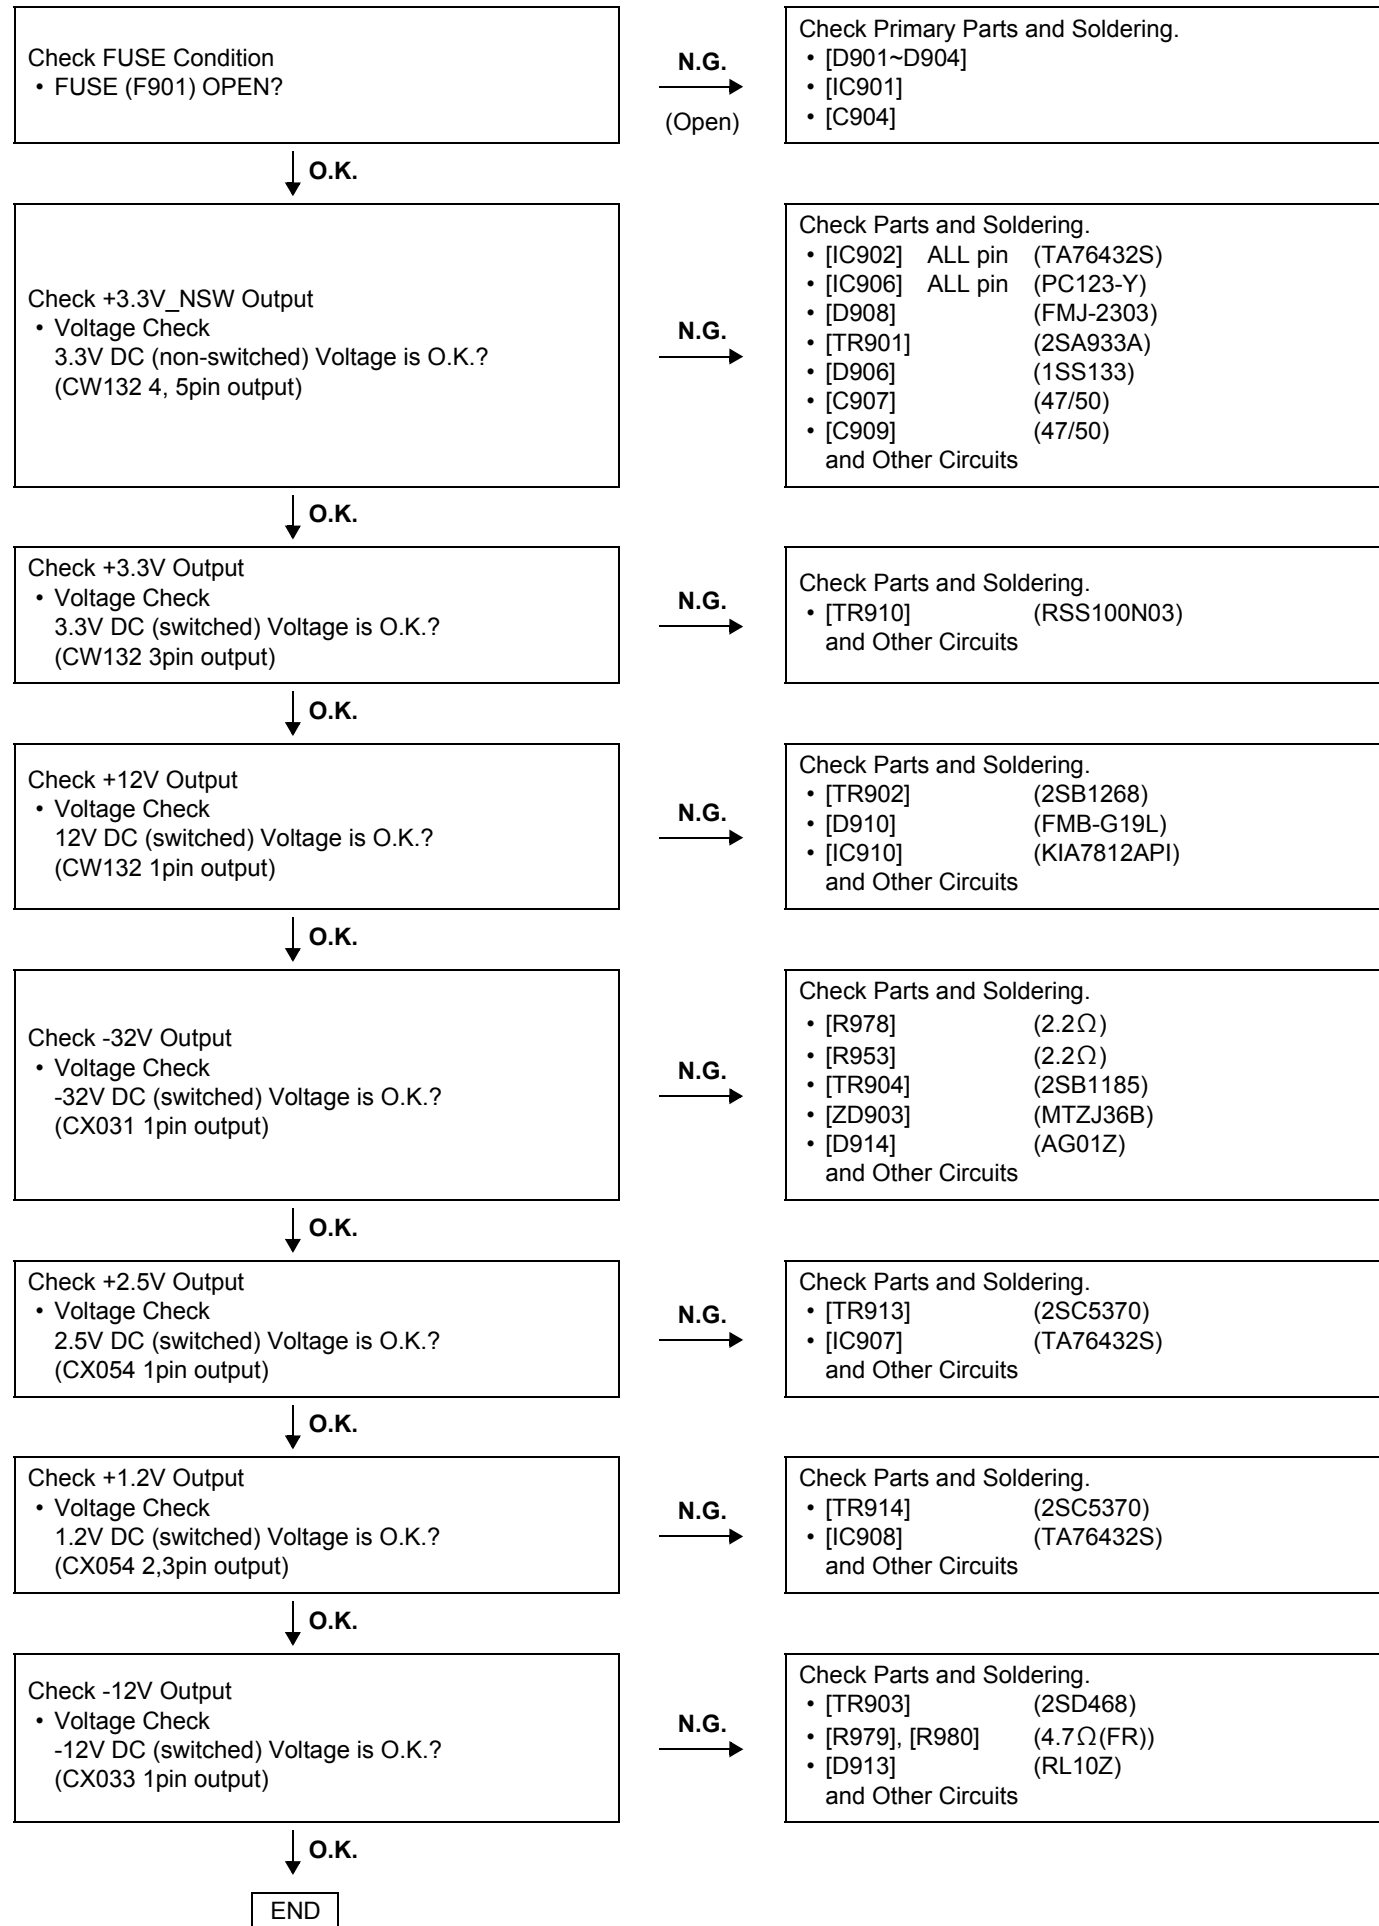 Check FUSE Condition
• FUSE (F901) OPEN?
N.G.
(Open)
Check Primary Parts and Soldering.
• [D901~D904]
• [IC901]
• [C904]
O.K.
Check +3.3V_NSW Output
• Voltage Check
3.3V DC (non-switched) Voltage is O.K.?
(CW132 4, 5pin output)
N.G.
Check Parts and Soldering.
• [IC902] ALL pin (TA76432S)
• [IC906] ALL pin (PC123-Y)
• [D908] (FMJ-2303)
• [TR901] (2SA933A)
• [D906] (1SS133)
• [C907] (47/50)
• [C909] (47/50)
and Other Circuits
O.K.
Check +3.3V Output
• Voltage Check
3.3V DC (switched) Voltage is O.K.?
(CW132 3pin output)
N.G.
Check Parts and Soldering.
• [TR910] (RSS100N03)
and Other Circuits
O.K.
Check +12V Output
• Voltage Check
12V DC (switched) Voltage is O.K.?
(CW132 1pin output)
N.G.
Check Parts and Soldering.
• [TR902] (2SB1268)
• [D910] (FMB-G19L)
• [IC910] (KIA7812API)
and Other Circuits
O.K.
Check -32V Output
• Voltage Check
-32V DC (switched) Voltage is O.K.?
(CX031 1pin output)
N.G.
Check Parts and Soldering.
• [R978] (2.2Ω)
• [R953] (2.2Ω)
• [TR904] (2SB1185)
• [ZD903] (MTZJ36B)
• [D914] (AG01Z)
and Other Circuits
O.K.
Check +2.5V Output
• Voltage Check
2.5V DC (switched) Voltage is O.K.?
(CX054 1pin output)
N.G.
Check Parts and Soldering.
• [TR913] (2SC5370)
• [IC907] (TA76432S)
and Other Circuits
O.K.
Check +1.2V Output
• Voltage Check
1.2V DC (switched) Voltage is O.K.?
(CX054 2,3pin output)
N.G.
Check Parts and Soldering.
• [TR914] (2SC5370)
• [IC908] (TA76432S)
and Other Circuits
O.K.
Check -12V Output
• Voltage Check
-12V DC (switched) Voltage is O.K.?
(CX033 1pin output)
N.G.
Check Parts and Soldering.
• [TR903] (2SD468)
• [R979], [R980] (4.7Ω(FR))
• [D913] (RL10Z)
and Other Circuits
O.K.
END